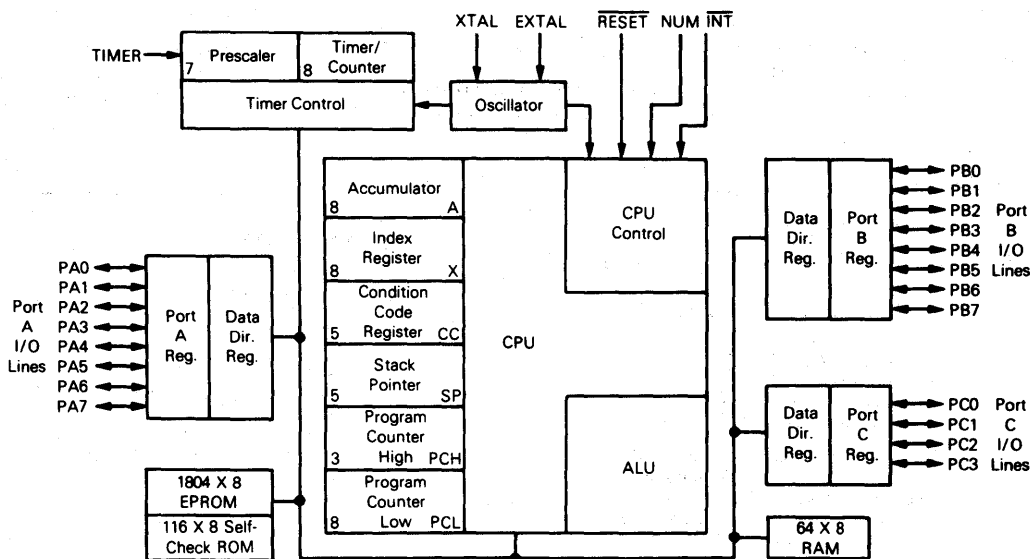 XTAL EXTAL RESET NUM INT
TIMER
7 Prescaler
8 Timer/
Counter
Timer Control
Oscillator
8 Accumulator A
8 Index
Register X
5 Condition
Code
Register CC
5 Stack
Pointer SP
3 Program
Counter
High PCH
8 Program
Counter
Low PCL
CPU
CPU
Control
ALU
Port
A
I/O
Lines
PA0
PA1
PA2
PA3
PA4
PA5
PA6
PA7
Port
A
Reg.
Data
Dir.
Reg.
1804 X 8
EPROM
116 X 8 Self-
Check ROM
Data
Dir.
Reg.
Port
B
Reg.
PB0
PB1
PB2
PB3
PB4
PB5
PB6
PB7
Port
B
I/O
Lines
Data
Dir.
Reg.
Port
C
Reg.
PC0
PC1
PC2
PC3
Port
C
I/O
Lines
64 X 8
RAM